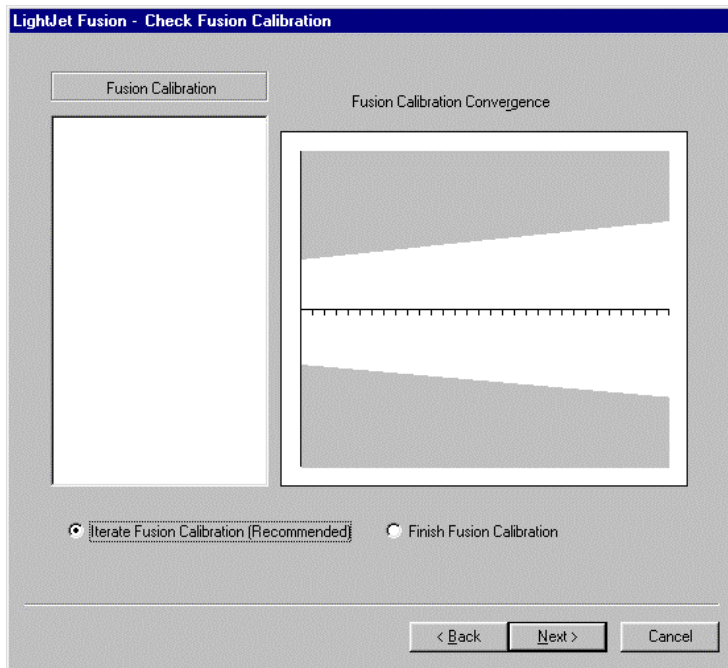 LightJet Fusion - Check Fusion Calibration
Fusion Calibration
Fusion Calibration Convergence
Iterate Fusion Calibration (Recommended)
Finish Fusion Calibration
< Back
Next >
Cancel